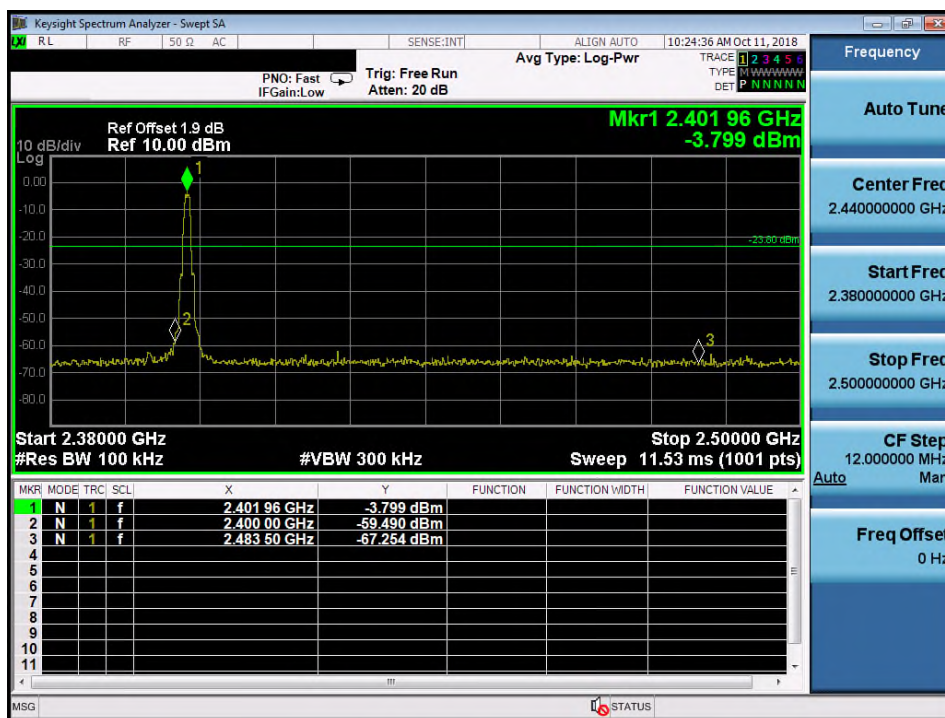 Keysight Spectrum Analyzer - Swept SA
LXI RL RF 50 Ω AC SENSE:INT ALIGN AUTO 10:24:36 AM Oct 11, 2018
Avg Type: Log-Pwr TRACE 1 2 3 4 5 6
PNO: Fast Trig: Free Run TYPE M WWWWW
IFGain:Low Atten: 20 dB DET P N N N N N
Frequency
Auto Tune
Center Freq
2.440000000 GHz
Start Freq
2.380000000 GHz
Stop Freq
2.500000000 GHz
CF Step
12.000000 MHz
Auto Man
Freq Offset
0 Hz
Mkr1 2.401 96 GHz
-3.799 dBm
Ref Offset 1.9 dB
10 dB/div Ref 10.00 dBm
Log
1
0.00
-10.0
-20.0
-23.80 dBm
-30.0
-40.0
-50.0
2
-60.0
3
-70.0
-80.0
Start 2.38000 GHz Stop 2.50000 GHz
#Res BW 100 kHz #VBW 300 kHz Sweep 11.53 ms (1001 pts)
MKR MODE TRC SCL X Y FUNCTION FUNCTION WIDTH FUNCTION VALUE
1 N 1 f 2.401 96 GHz -3.799 dBm
2 N 1 f 2.400 00 GHz -59.490 dBm
3 N 1 f 2.483 50 GHz -67.254 dBm
4
5
6
7
8
9
10
11
MSG STATUS